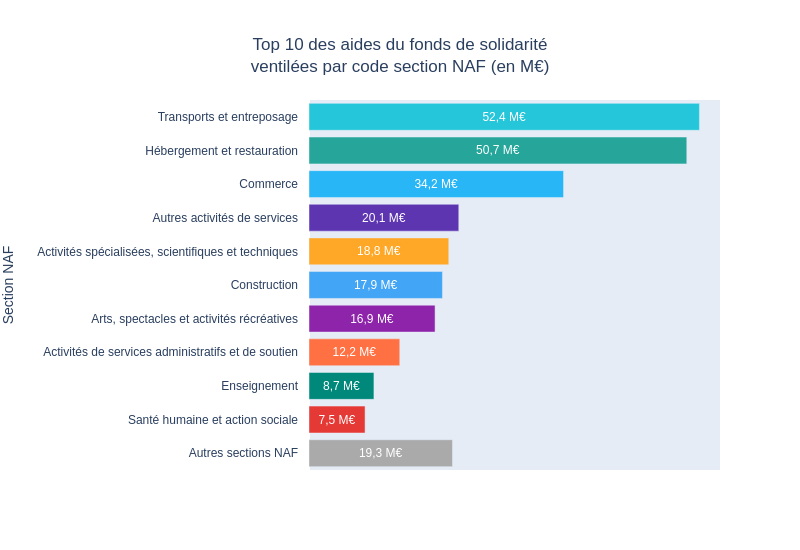 Top 10 des aides du fonds de solidarité
ventilées par code section NAF (en M€)
Section NAF
Transports et entreposage 52,4 M€
Hébergement et restauration 50,7 M€
Commerce 34,2 M€
Autres activités de services 20,1 M€
Activités spécialisées, scientifiques et techniques 18,8 M€
Construction 17,9 M€
Arts, spectacles et activités récréatives 16,9 M€
Activités de services administratifs et de soutien 12,2 M€
Enseignement 8,7 M€
Santé humaine et action sociale 7,5 M€
Autres sections NAF 19,3 M€